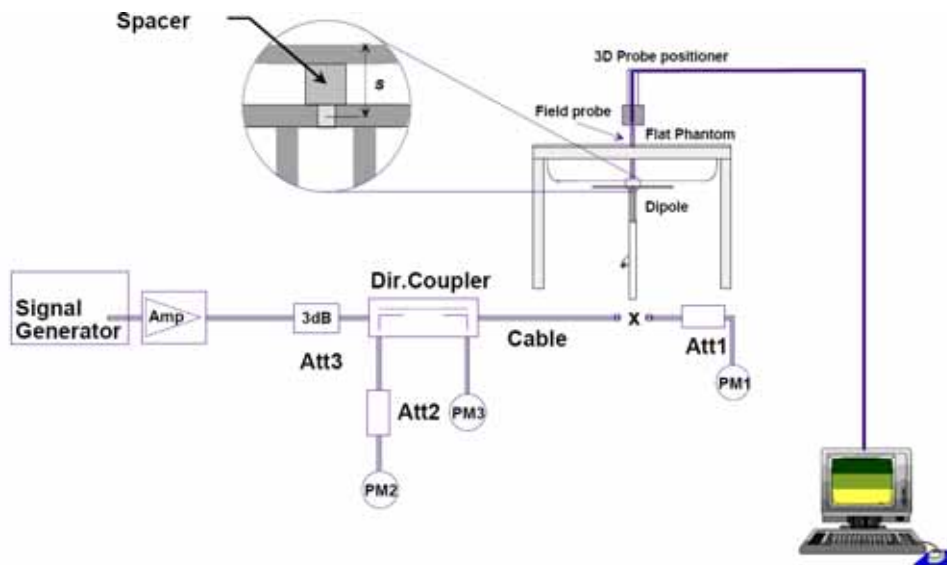 Spacer
s
3D Probe positioner
Field probe
Flat Phantom
Dipole
Signal
Generator
Amp
3dB
Att3
Dir.Coupler
Att2
PM2
PM3
Cable
x
Att1
PM1